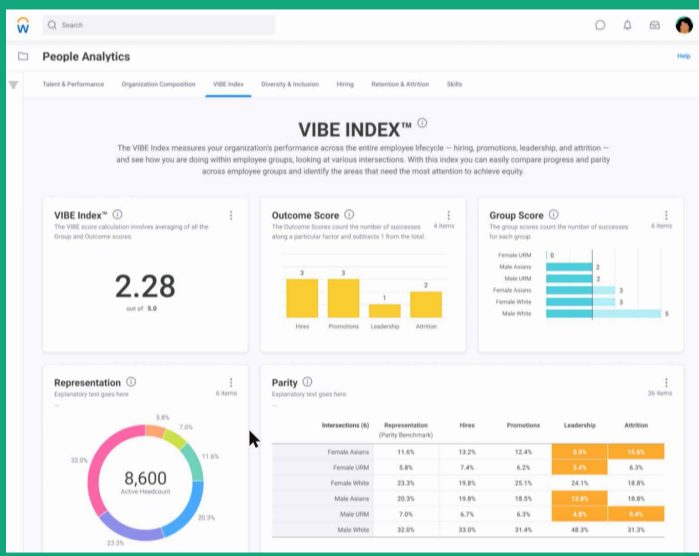 W
Search
People Analytics
Help
Talent & Performance Organization Composition VIBE Index Diversity & Inclusion Hiring Retention & Attrition Skills
VIBE INDEX™
The VIBE Index measures your organization's performance across the entire employee lifecycle — hiring, promotions, leadership, and attrition —
and see how you are doing within employee groups, looking at various intersections. With this index you can easily compare progress and parity
across employee groups and identify the areas that need the most attention to achieve equity.
VIBE Index™
The VIBE score calculation involves averaging of all the
Group and Outcome scores.
2.28
out of 5.0
Outcome Score
The Outcome Scores count the number of successes
along a particular factor and subtracts 1 from the total.
4 items
3 3 1 2
Hires Promotions Leadership Attrition
Group Score
The group scores count the number of successes
for each group.
6 items
Female URM 0
Male Asians 2
Male URM 2
Female Asians 3
Female White 3
Male White 5
Representation
Explanatory text goes here
...
6 items
5.8%
7.0%
11.6%
20.3%
23.3%
32.0%
8,600
Active Headcount
Parity
Explanatory text goes here
...
36 items
Intersections (6) Representation Hires Promotions Leadership Attrition
(Parity Benchmark)
Female Asians 11.6% 13.2% 12.4% 5.5% 15.6%
Female URM 5.8% 7.4% 6.2% 3.4% 6.3%
Female White 23.3% 19.8% 25.1% 24.1% 18.8%
Male Asians 20.3% 19.8% 18.5% 13.8% 18.8%
Male URM 7.0% 6.7% 6.3% 4.8% 9.4%
Male White 32.0% 33.0% 31.4% 48.3% 31.3%